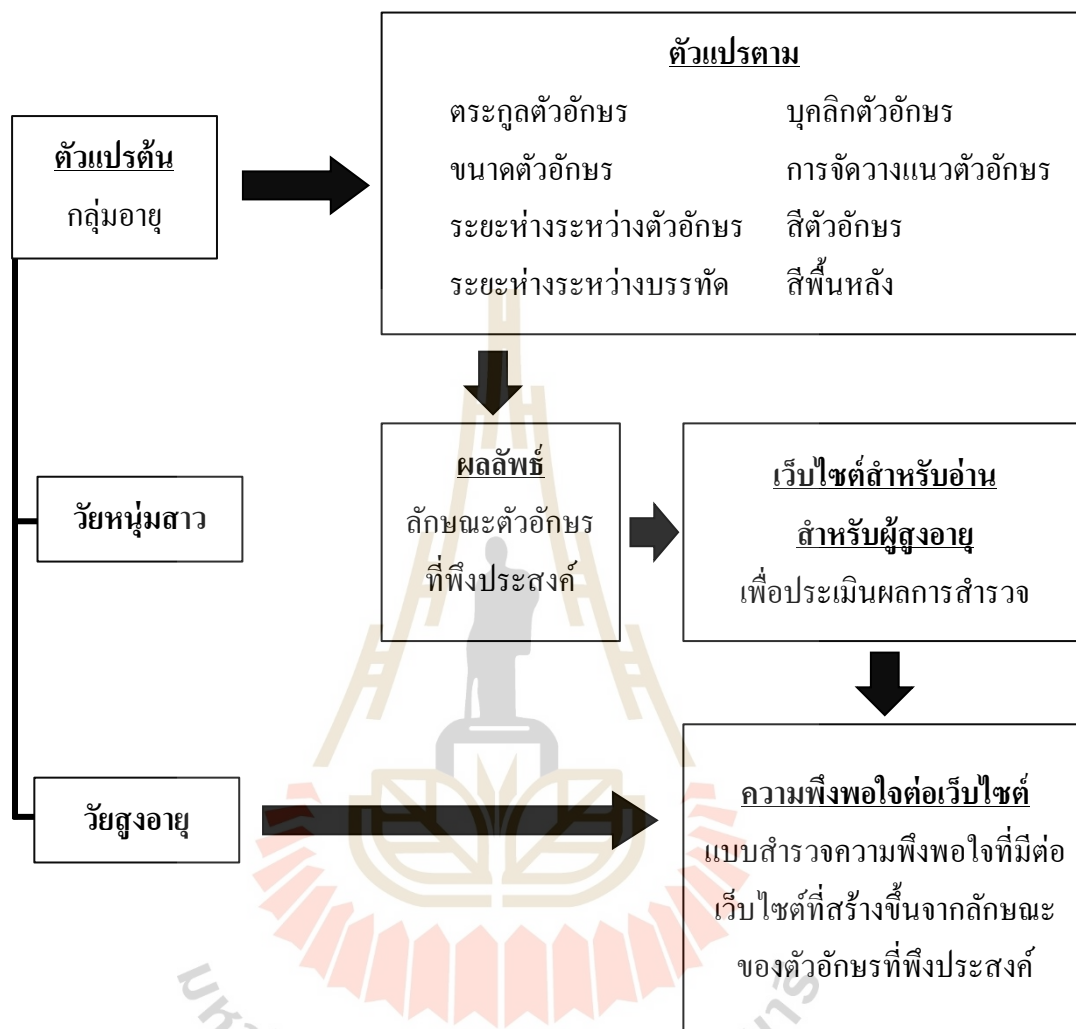 ตัวแปรต้น
กลุ่มอายุ
ตัวแปรตาม
ตระกูลตัวอักษร
บุคลิกตัวอักษร
ขนาดตัวอักษร
การจัดวางแนวตัวอักษร
ระยะห่างระหว่างตัวอักษร
สีตัวอักษร
ระยะห่างระหว่างบรรทัด
สีพื้นหลัง
วัยหนุ่มสาว
ผลลัพธ์
ลักษณะตัวอักษร
ที่พึงประสงค์
เว็บไซต์สำหรับอ่าน
สำหรับผู้สูงอายุ
เพื่อประเมินผลการสำรวจ
วัยสูงอายุ
ความพึงพอใจต่อเว็บไซต์
แบบสำรวจความพึงพอใจที่มีต่อ
เว็บไซต์ที่สร้างขึ้นจากลักษณะ
ของตัวอักษรที่พึงประสงค์